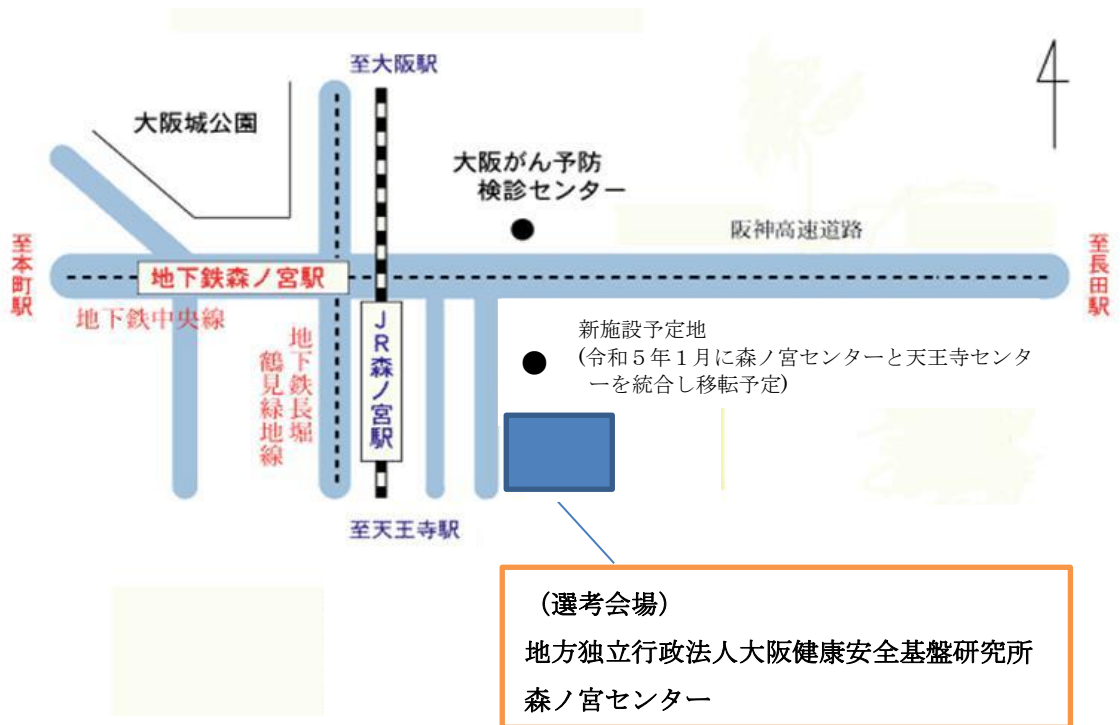 至大阪駅
大阪城公園
大阪がん予防
検診センター
阪神高速道路
至本町駅
地下鉄森ノ宮駅
至長田駅
地下鉄中央線
地下鉄長堀
鶴見緑地線
JR森ノ宮駅
新施設予定地
(令和５年１月に森ノ宮センターと天王寺センタ
ーを統合し移転予定)
至天王寺駅
（選考会場）
地方独立行政法人大阪健康安全基盤研究所
森ノ宮センター